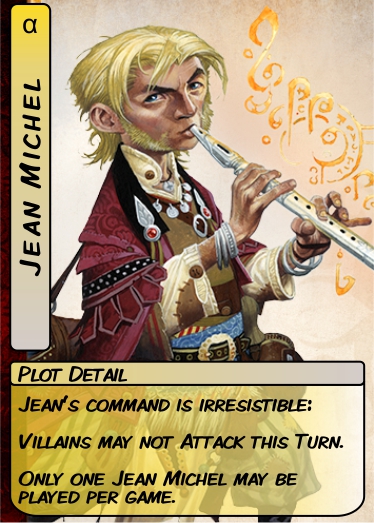 α
Jean Michel
Plot Detail
Jean's command is irresistible:
Villains may not Attack this Turn.
Only one Jean Michel may be
played per game.